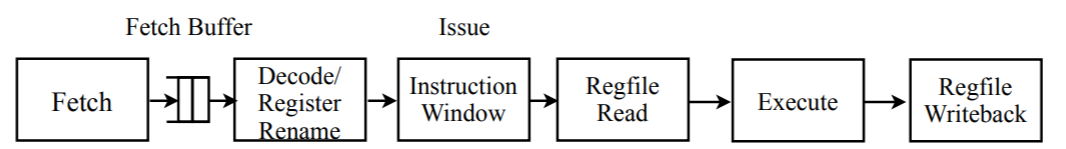 Fetch Buffer
Issue
Fetch
Decode/
Register
Rename
Instruction
Window
Regfile
Read
Execute
Regfile
Writeback